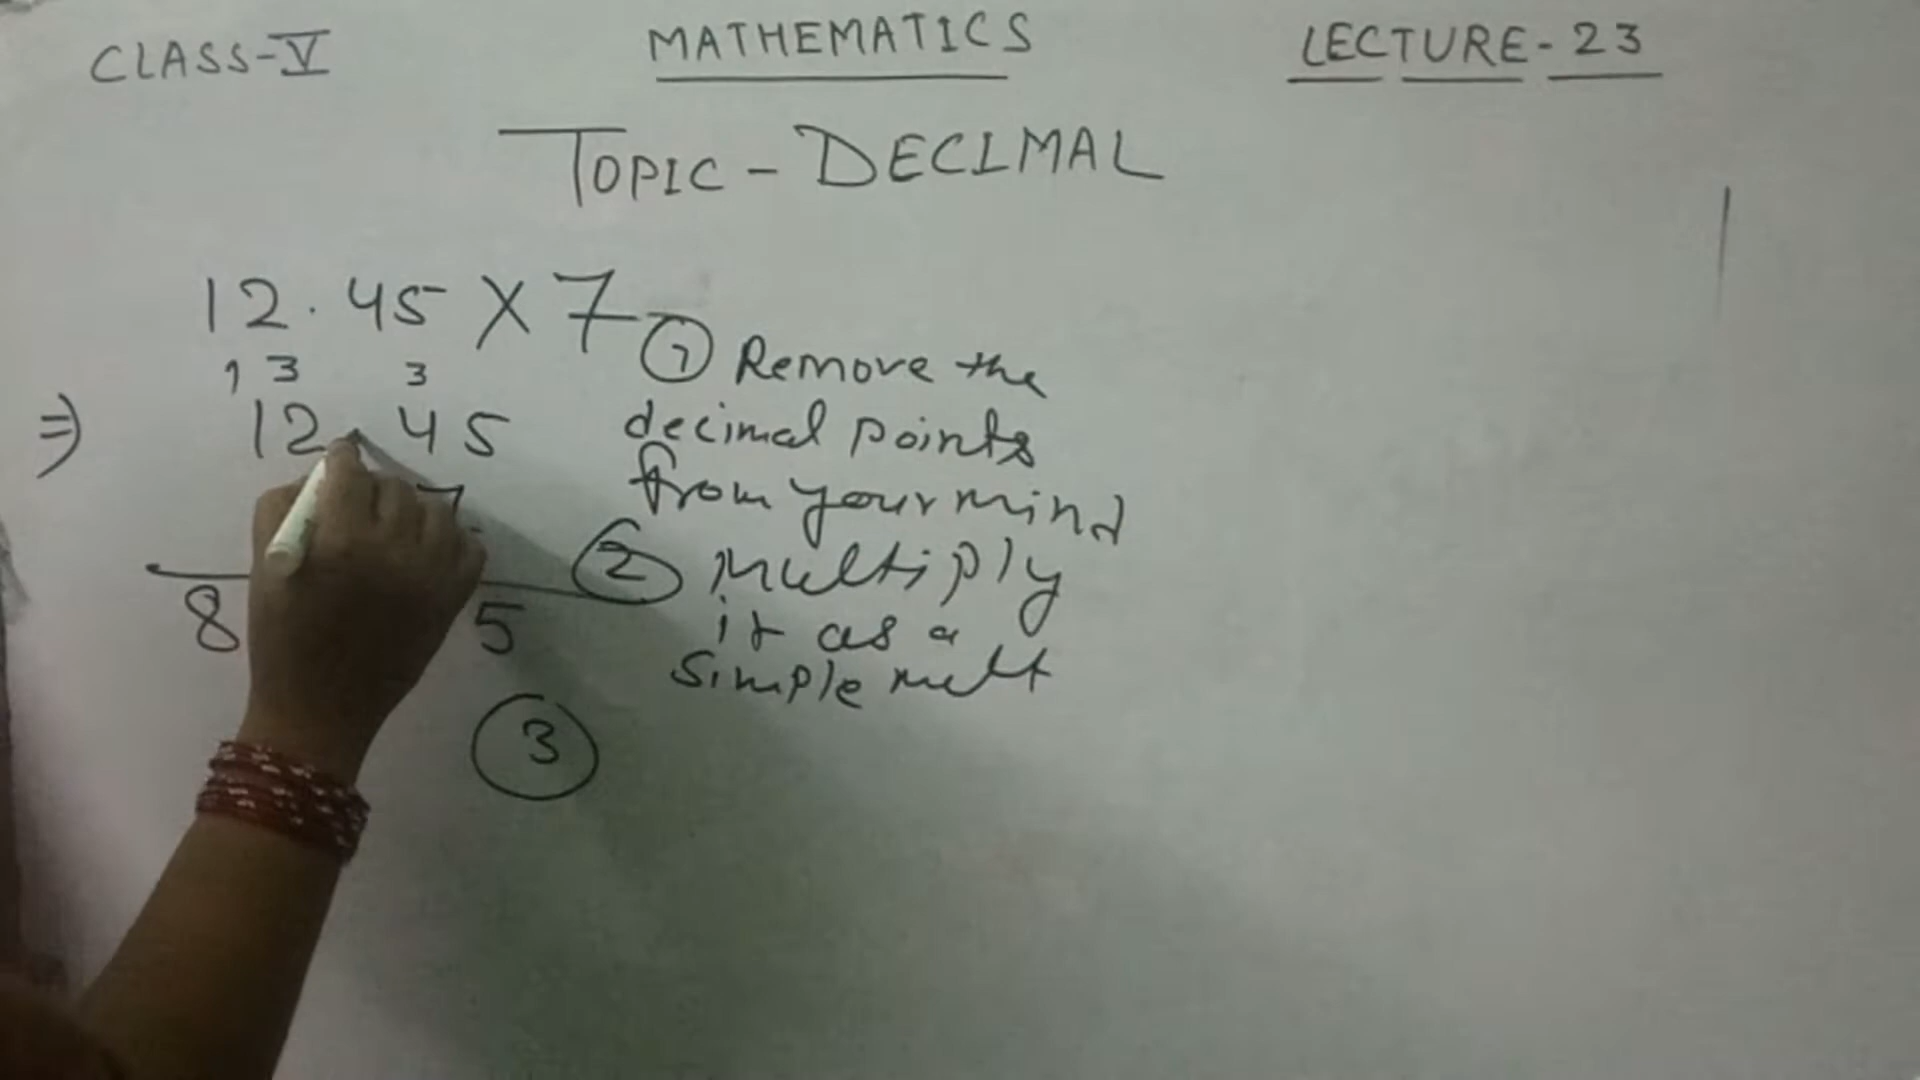 CLASS-V MATHEMATICS LECTURE-23
TOPIC - DECIMAL
12.45 X 7
1 3 3
⇒ 12.45
7
8 5
① Remove the
decimal points
from your mind
② Multiply
it as a
simple mult
③